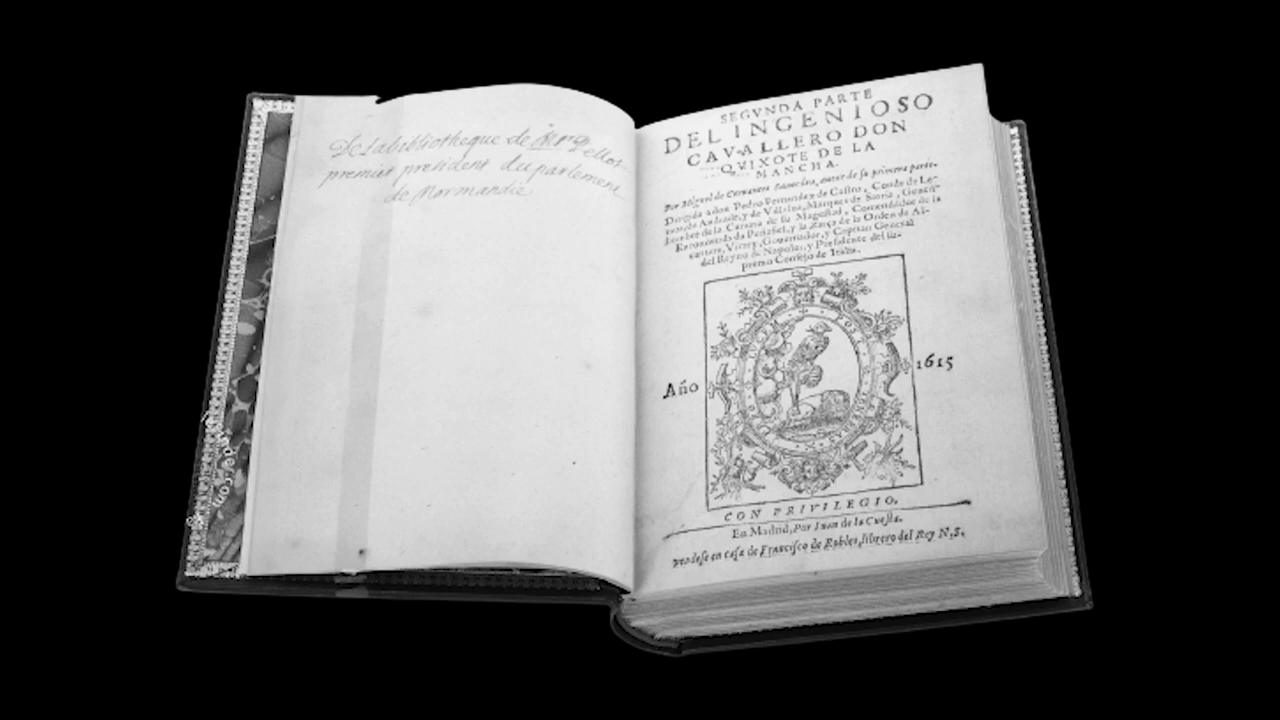 De la bibliotheque de
premier president du parlement
de Normandie
SEGVNDA PARTE
DEL INGENIOSO
CAVALLERO DON
QVIXOTE DE LA
MANCHA.
Por Miguel de Ceruantes Saauedra, autor de su primera parte.
Dirigida a don Pedro Fernandez de Castro, Conde de Le-
mos, de Andrade, y de Villalua, Marques de Sarria, Gentil-
hombre de la Camara de su Magestad, Comendador de la
Encomienda de Peñafiel, y la Zarça de la Orden de Al-
cantara, Virrey, Gouernador, y Capitan General
del Reyno de Napoles, y Presidente del su-
premo Consejo de Italia.
Año 1615
CON PRIVILEGIO,
En Madrid, Por Iuan de la Cuesta.
vendese en casa de Francisco de Robles, librero del Rey N.S.